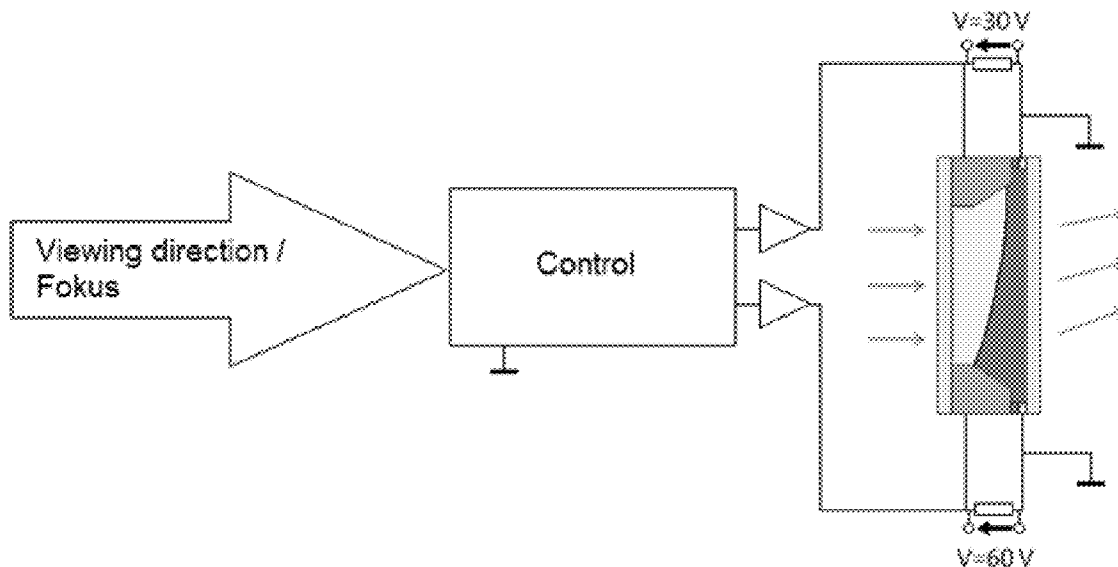 V=30 V
Viewing direction /
Fokus
Control
V=60 V